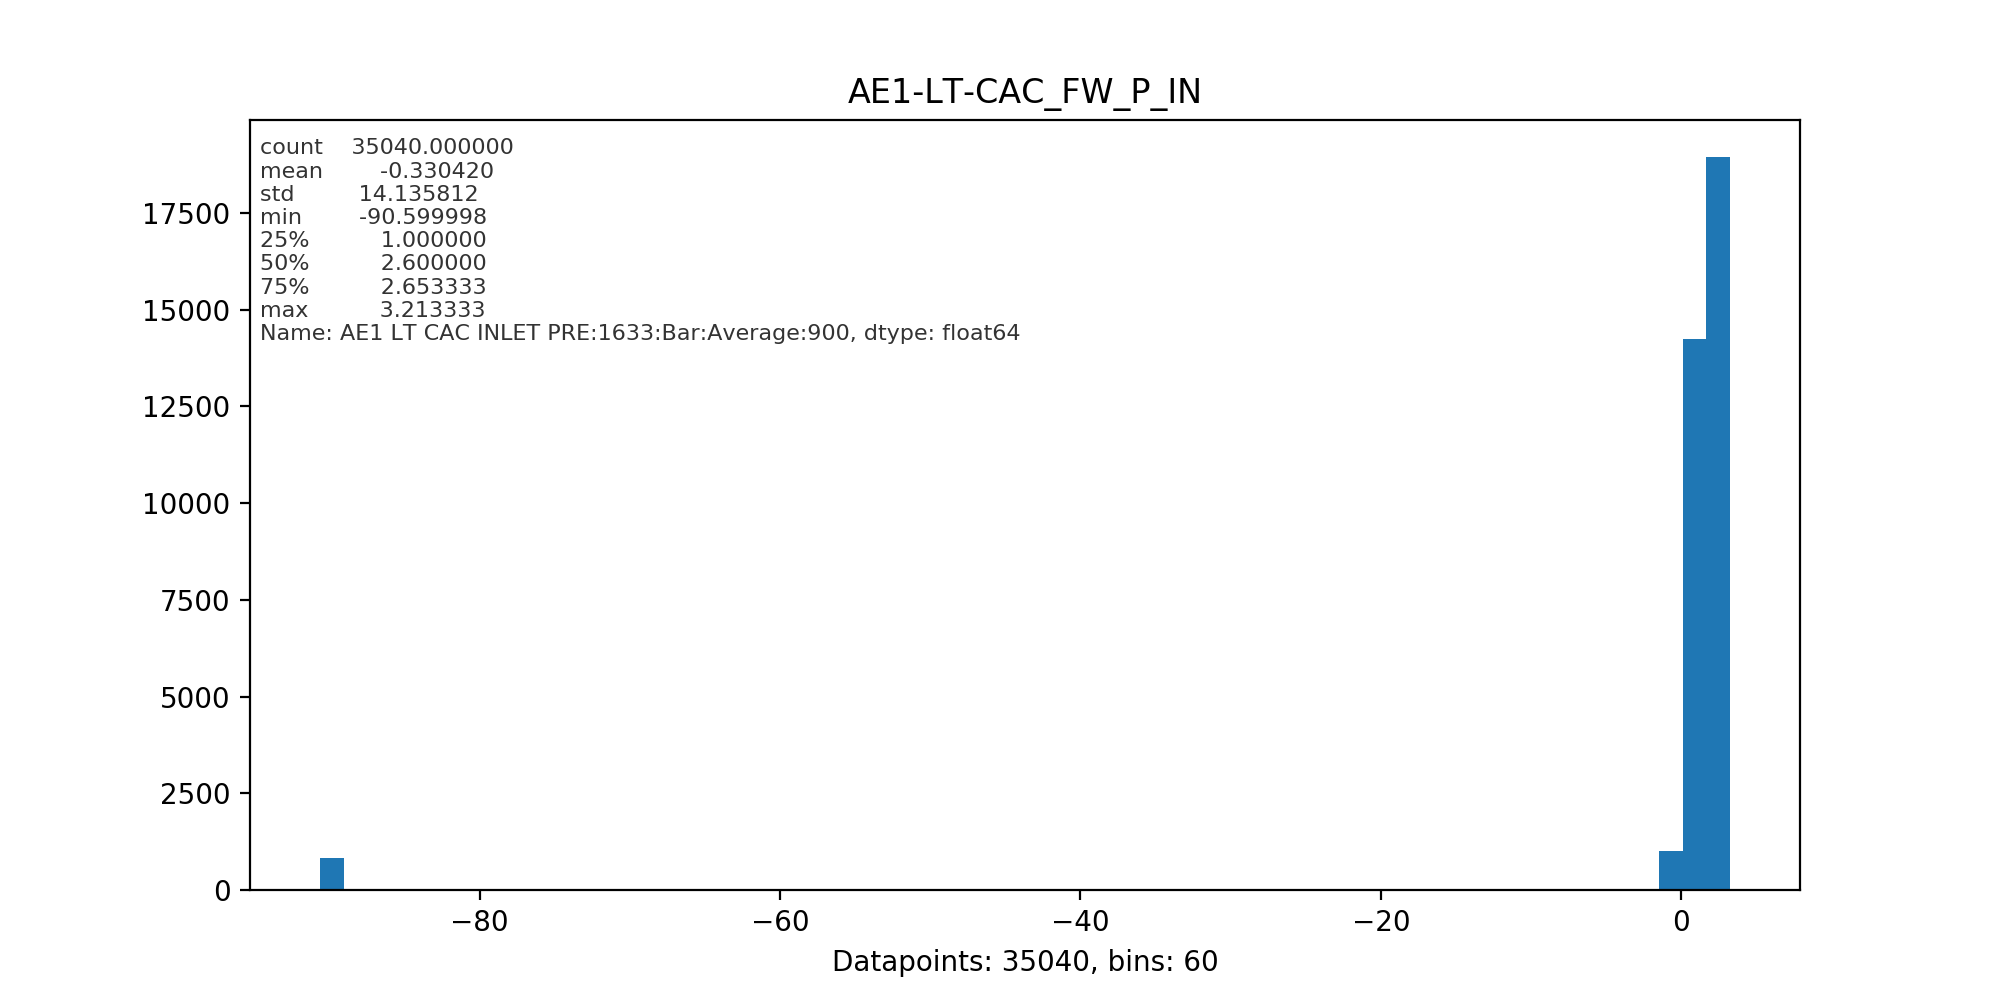 AE1-LT-CAC_FW_P_IN
count 35040.000000
mean -0.330420
std 14.135812
min -90.599998
25% 1.000000
50% 2.600000
75% 2.653333
max 3.213333
Name: AE1 LT CAC INLET PRE:1633:Bar:Average:900, dtype: float64
17500
15000
12500
10000
7500
5000
2500
0
−80 −60 −40 −20 0
Datapoints: 35040, bins: 60